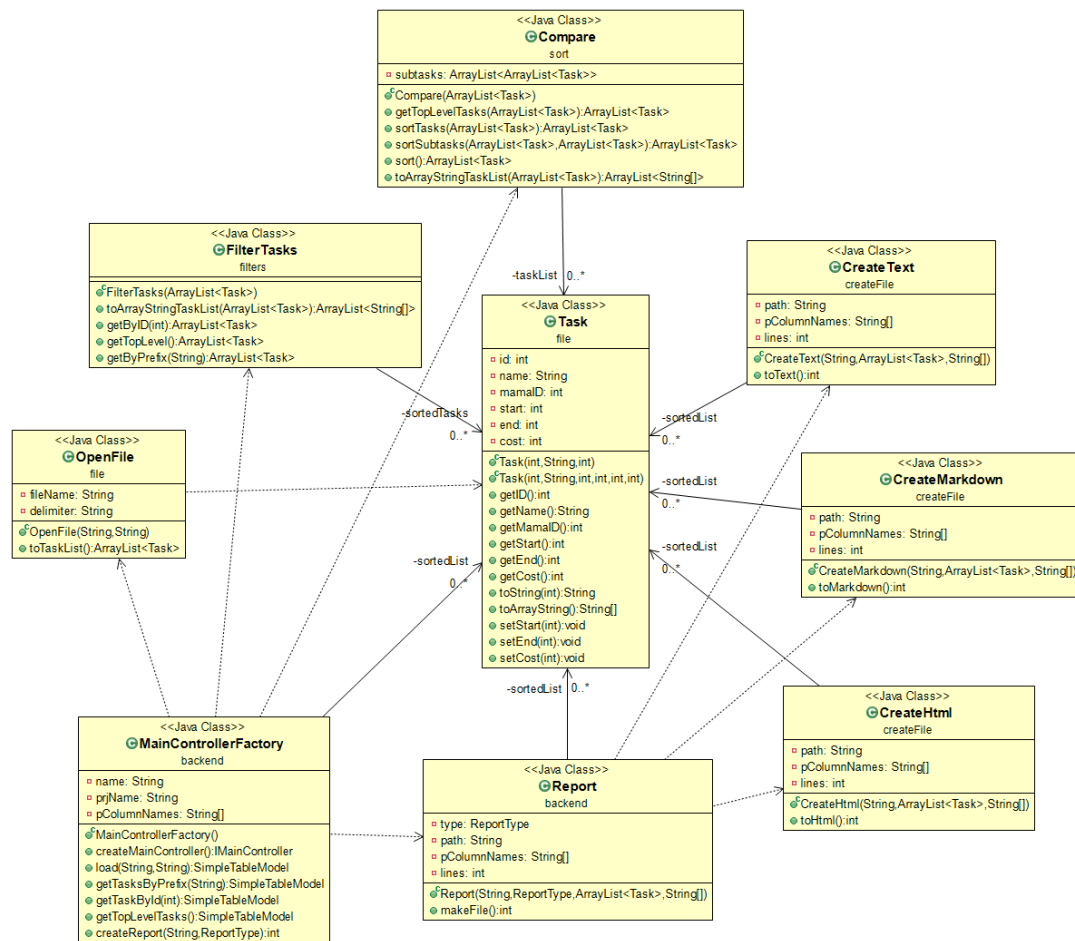 <<Java Class>>
Compare
sort
subtasks: ArrayList<ArrayList<Task>>
Compare(ArrayList<Task>)
getTopLevelTasks(ArrayList<Task>):ArrayList<Task>
sortTasks(ArrayList<Task>):ArrayList<Task>
sortSubtasks(ArrayList<Task>,ArrayList<Task>):ArrayList<Task>
sort():ArrayList<Task>
toArrayStringTaskList(ArrayList<Task>):ArrayList<String[]>
-taskList 0..*
<<Java Class>>
FilterTasks
filters
FilterTasks(ArrayList<Task>)
toArrayStringTaskList(ArrayList<Task>):ArrayList<String[]>
getByID(int):ArrayList<Task>
getTopLevel():ArrayList<Task>
getByPrefix(String):ArrayList<Task>
-sortedTasks
0..*
<<Java Class>>
Task
file
id: int
name: String
mamaID: int
start: int
end: int
cost: int
Task(int,String,int)
Task(int,String,int,int,int,int)
getID():int
getName():String
getMamaID():int
getStart():int
getEnd():int
getCost():int
toString(int):String
toArrayString():String[]
setStart(int):void
setEnd(int):void
setCost(int):void
<<Java Class>>
CreateText
createFile
path: String
pColumnNames: String[]
lines: int
CreateText(String,ArrayList<Task>,String[])
toText():int
-sortedList
0..*
<<Java Class>>
OpenFile
file
fileName: String
delimiter: String
OpenFile(String,String)
toTaskList():ArrayList<Task>
<<Java Class>>
CreateMarkdown
createFile
path: String
pColumnNames: String[]
lines: int
CreateMarkdown(String,ArrayList<Task>,String[])
toMarkdown():int
-sortedList
0..*
-sortedList
0..*
-sortedList
0..*
<<Java Class>>
CreateHtml
createFile
path: String
pColumnNames: String[]
lines: int
CreateHtml(String,ArrayList<Task>,String[])
toHtml():int
-sortedList 0..*
<<Java Class>>
MainControllerFactory
backend
name: String
prjName: String
pColumnNames: String[]
MainControllerFactory()
createMainController():IMainController
load(String,String):SimpleTableModel
getTasksByPrefix(String):SimpleTableModel
getTaskById(int):SimpleTableModel
getTopLevelTasks():SimpleTableModel
createReport(String,ReportType):int
<<Java Class>>
Report
backend
type: ReportType
path: String
pColumnNames: String[]
lines: int
Report(String,ReportType,ArrayList<Task>,String[])
makeFile():int